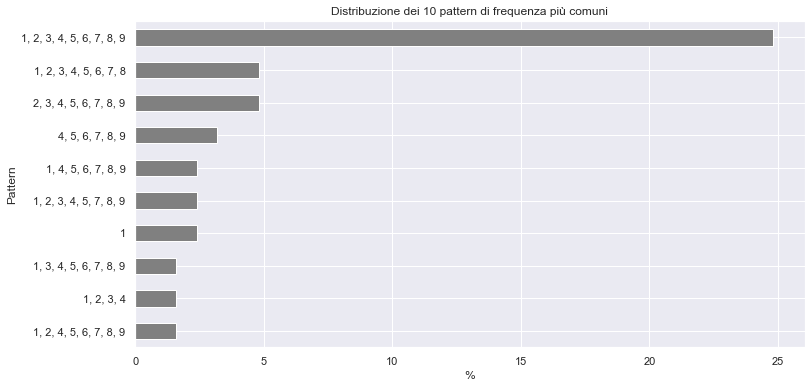 Distribuzione dei 10 pattern di frequenza più comuni
Pattern
1, 2, 3, 4, 5, 6, 7, 8, 9
1, 2, 3, 4, 5, 6, 7, 8
2, 3, 4, 5, 6, 7, 8, 9
4, 5, 6, 7, 8, 9
1, 4, 5, 6, 7, 8, 9
1, 2, 3, 4, 5, 7, 8, 9
1
1, 3, 4, 5, 6, 7, 8, 9
1, 2, 3, 4
1, 2, 4, 5, 6, 7, 8, 9
0 5 10 15 20 25
%